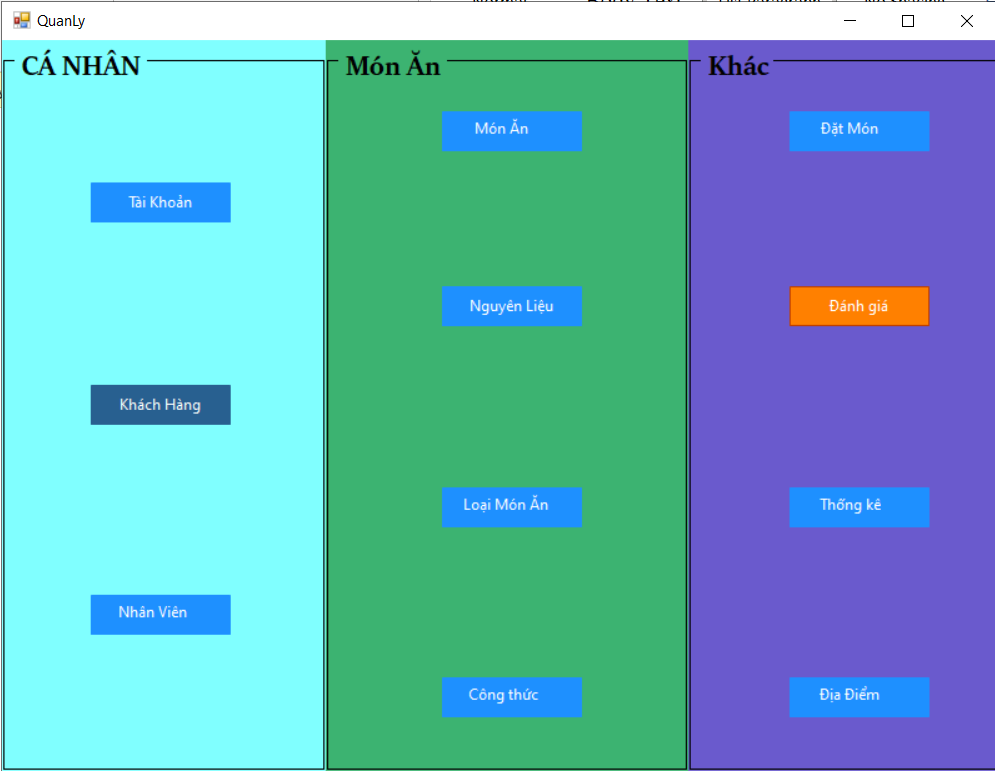 QuanLy
CÁ NHÂN
Tài Khoản
Khách Hàng
Nhân Viên
Món Ăn
Món Ăn
Nguyên Liệu
Loại Món Ăn
Công thức
Khác
Đặt Món
Đánh giá
Thống kê
Địa Điểm